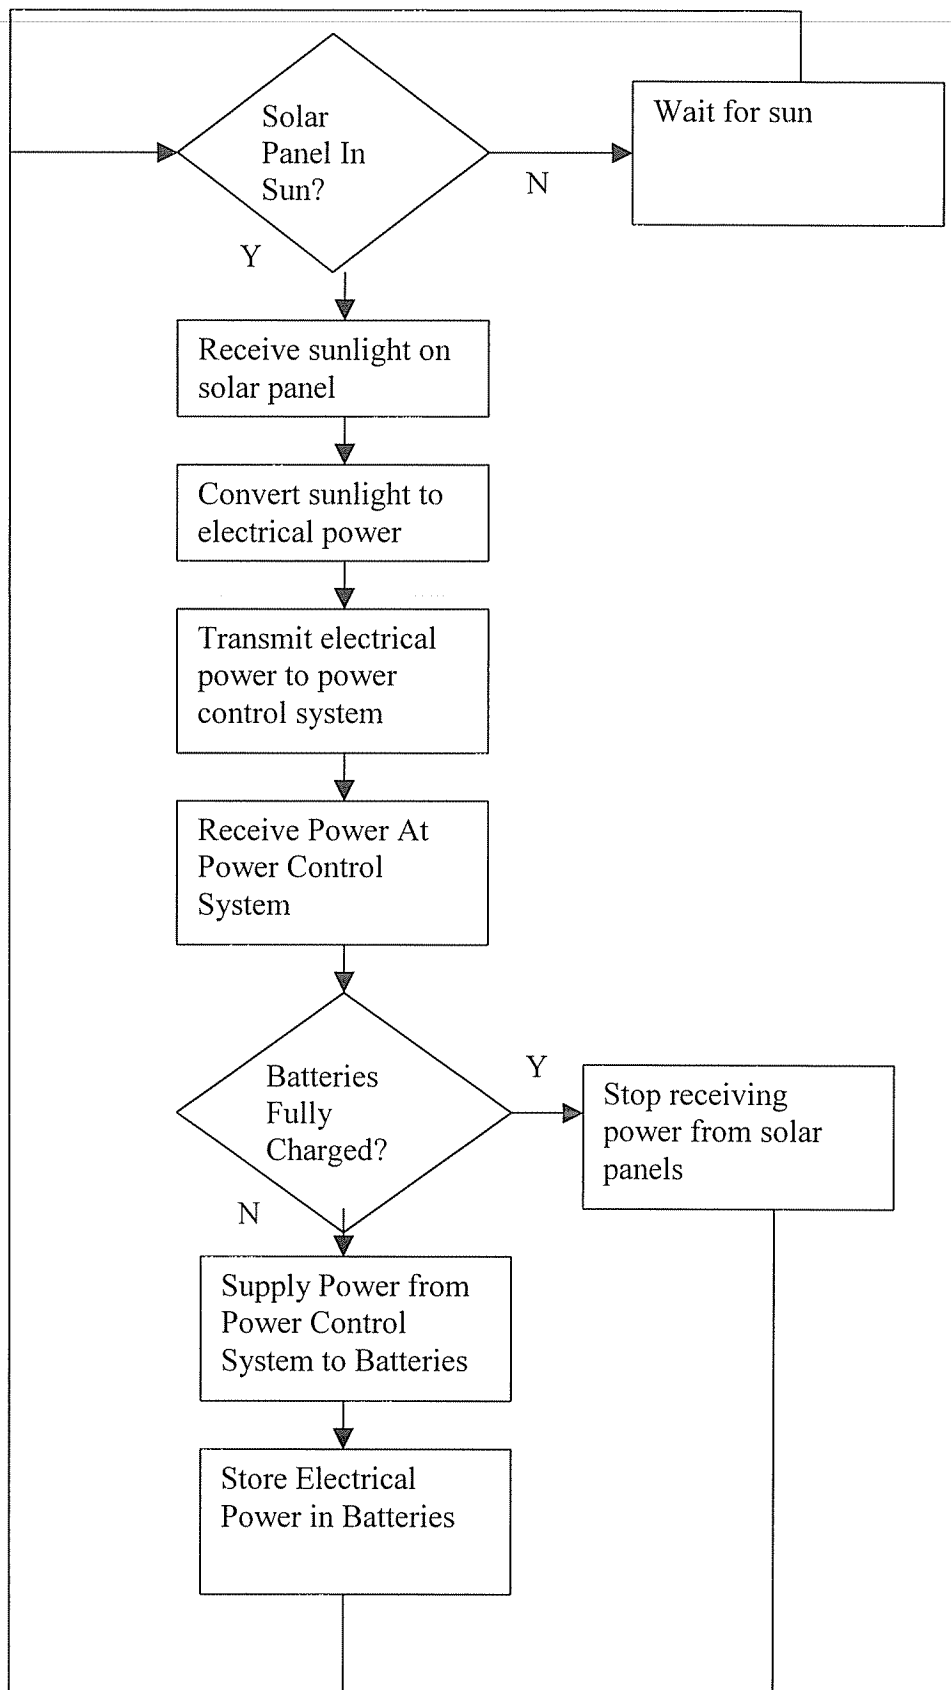 Solar
Panel In
Sun?
N
Wait for sun
Y
Receive sunlight on
solar panel
Convert sunlight to
electrical power
Transmit electrical
power to power
control system
Receive Power At
Power Control
System
Batteries
Fully
Charged?
Y
Stop receiving
power from solar
panels
N
Supply Power from
Power Control
System to Batteries
Store Electrical
Power in Batteries